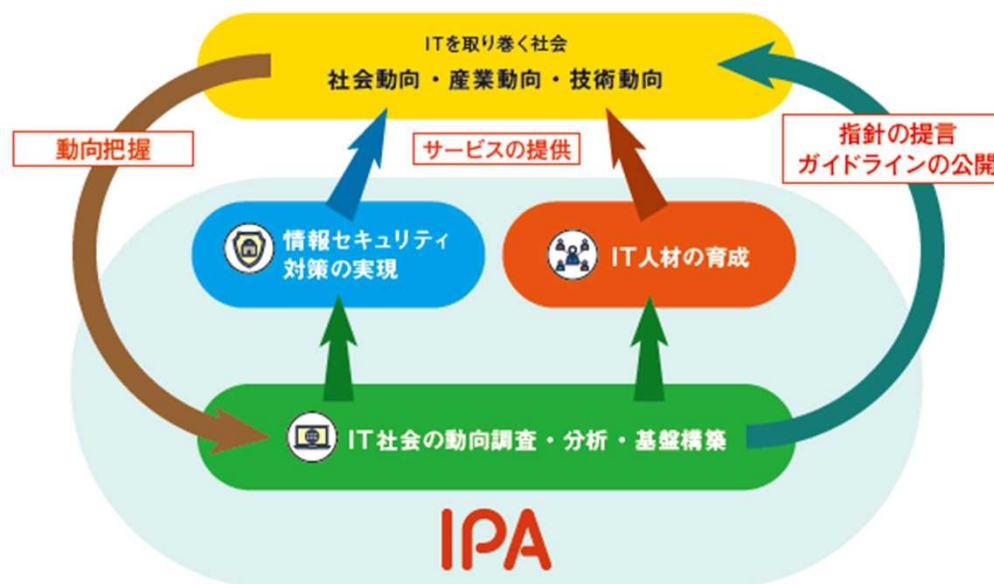 ITを取り巻く社会
社会動向・産業動向・技術動向
動向把握
サービスの提供
指針の提言
ガイドラインの公開
情報セキュリティ
対策の実現
IT人材の育成
IT社会の動向調査・分析・基盤構築
IPA